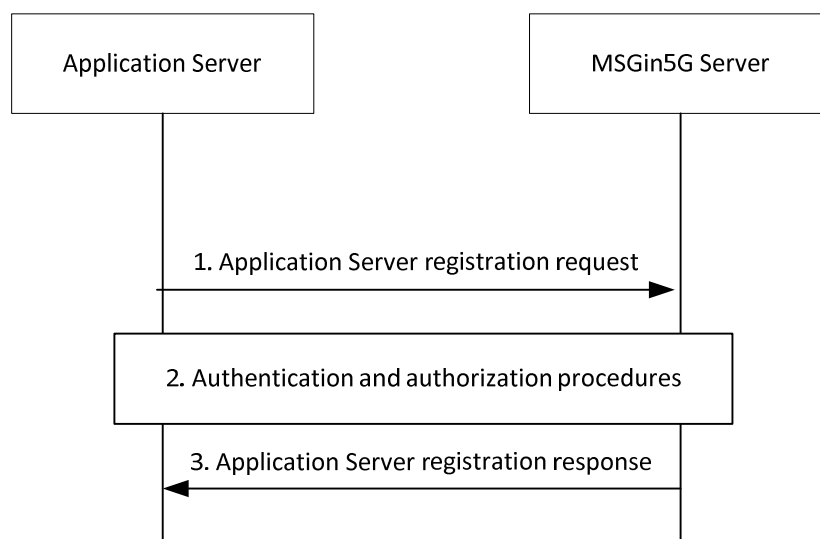 Application Server
MSGin5G Server
1. Application Server registration request
2. Authentication and authorization procedures
3. Application Server registration response